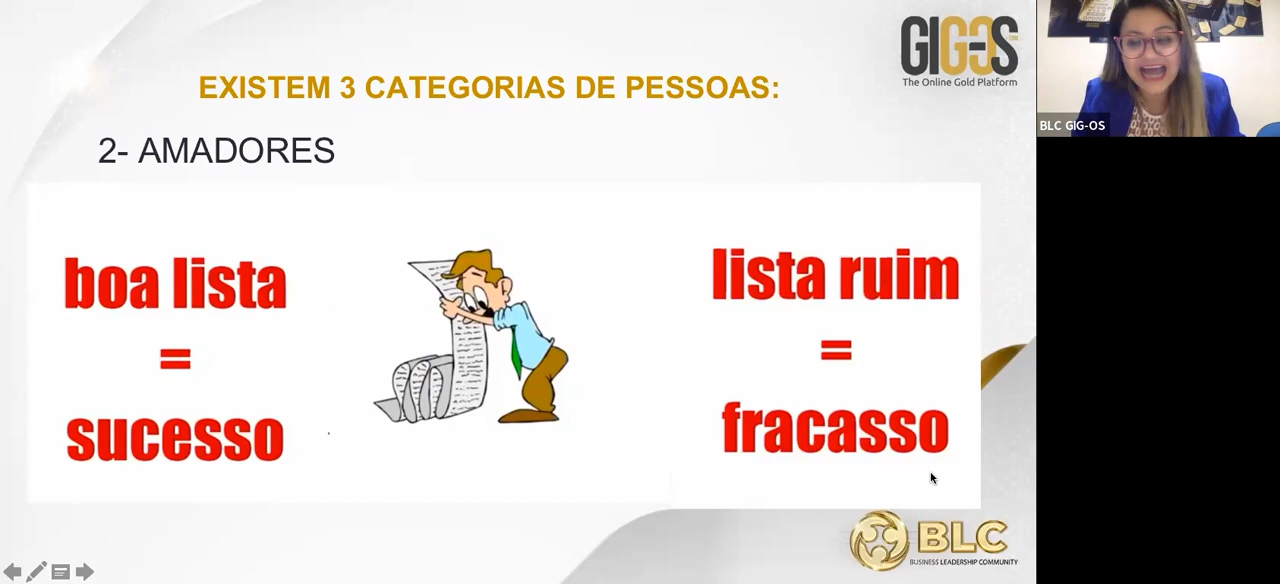 GIG-OS
The Online Gold Platform
EXISTEM 3 CATEGORIAS DE PESSOAS:
2- AMADORES
boa lista
=
sucesso
lista ruim
=
fracasso
BLC
BUSINESS LEADERSHIP COMMUNITY
BLC GIG-OS